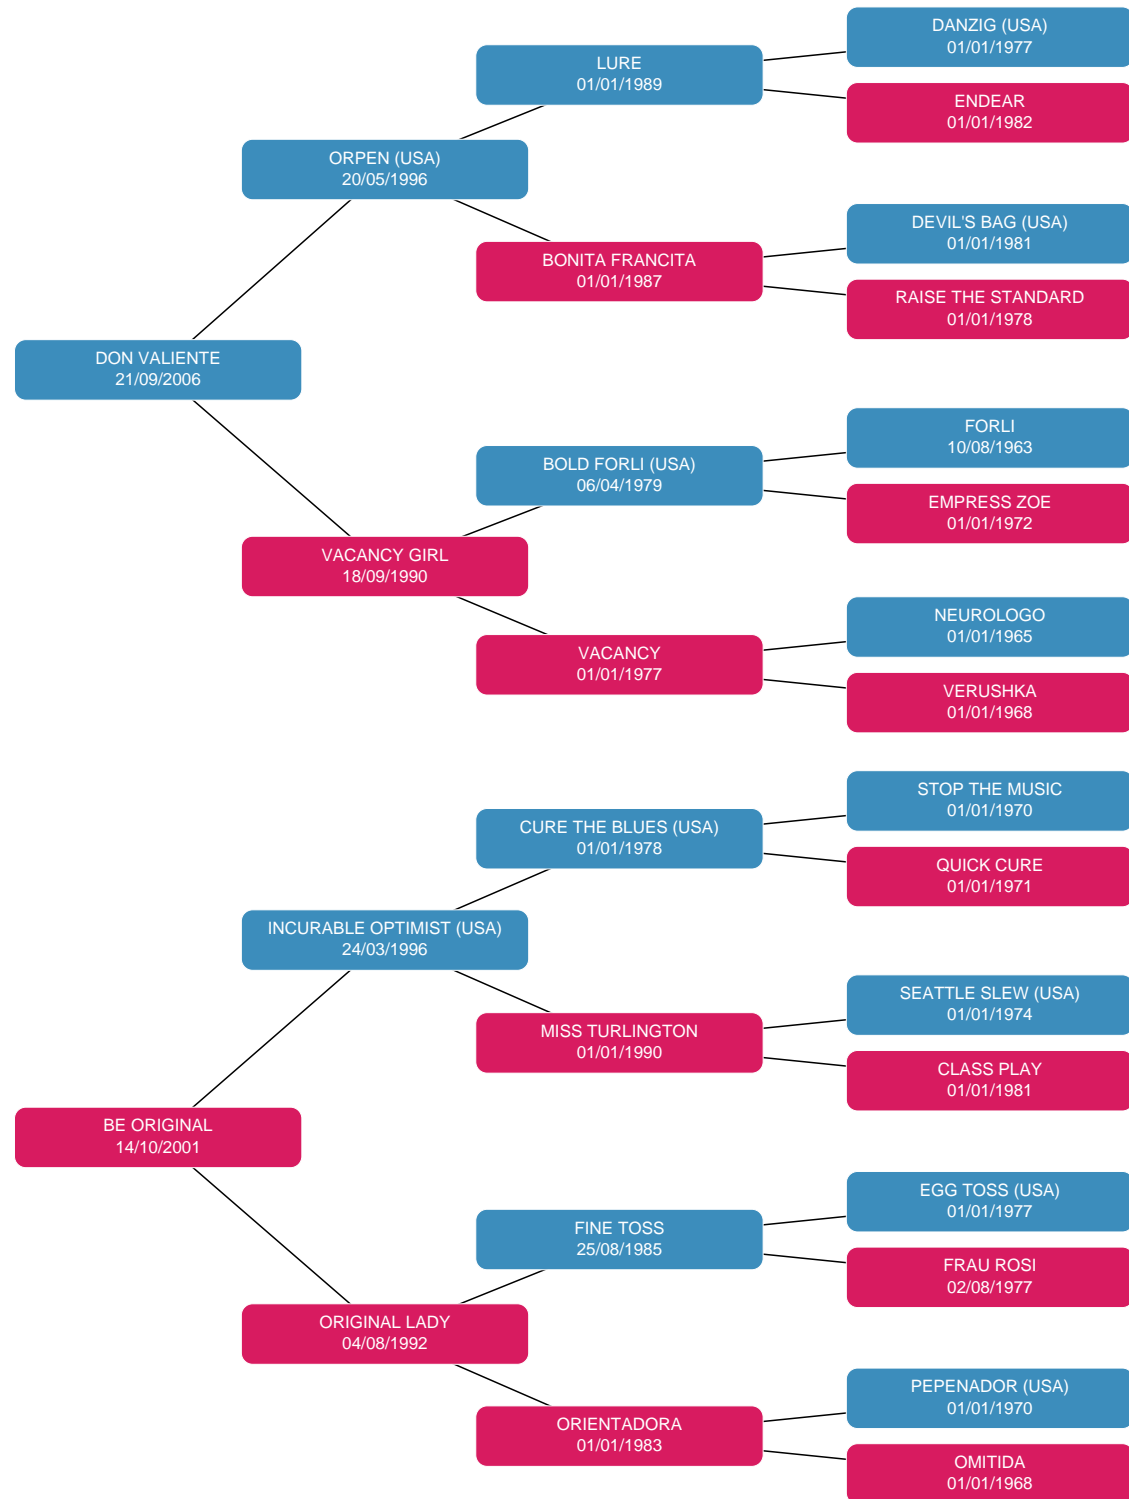 DANZIG (USA)
01/01/1977
LURE
01/01/1989
ENDEAR
01/01/1982
ORPEN (USA)
20/05/1996
DEVIL'S BAG (USA)
01/01/1981
BONITA FRANCITA
01/01/1987
RAISE THE STANDARD
01/01/1978
DON VALIENTE
21/09/2006
FORLI
10/08/1963
BOLD FORLI (USA)
06/04/1979
EMPRESS ZOE
01/01/1972
VACANCY GIRL
18/09/1990
NEUROLOGO
01/01/1965
VACANCY
01/01/1977
VERUSHKA
01/01/1968
STOP THE MUSIC
01/01/1970
CURE THE BLUES (USA)
01/01/1978
QUICK CURE
01/01/1971
INCURABLE OPTIMIST (USA)
24/03/1996
SEATTLE SLEW (USA)
01/01/1974
MISS TURLINGTON
01/01/1990
CLASS PLAY
01/01/1981
BE ORIGINAL
14/10/2001
EGG TOSS (USA)
01/01/1977
FINE TOSS
25/08/1985
FRAU ROSI
02/08/1977
ORIGINAL LADY
04/08/1992
PEPENADOR (USA)
01/01/1970
ORIENTADORA
01/01/1983
OMITIDA
01/01/1968